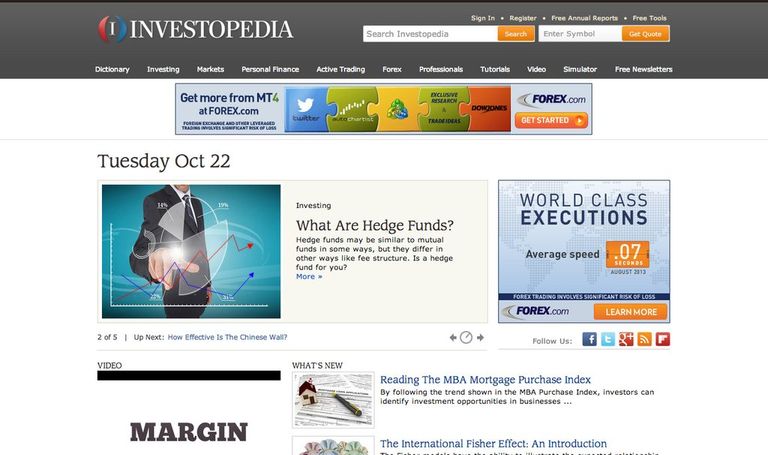 Sign In • Register • Free Annual Reports • Free Tools
I INVESTOPEDIA
Search Investopedia Search Enter Symbol Get Quote
Dictionary Investing Markets Personal Finance Active Trading Forex Professionals Tutorials Video Simulator Free Newsletters
Get more from MT4
at FOREX.com
FOREIGN EXCHANGE AND OTHER LEVERAGED
TRADING INVOLVES SIGNIFICANT RISK OF LOSS
twitter
autochartist
EXCLUSIVE
RESEARCH
&
TRADE IDEAS
DOWJONES
FOREX.com
GET STARTED
Tuesday Oct 22
14%
19%
31%
Investing
What Are Hedge Funds?
Hedge funds may be similar to mutual
funds in some ways, but they differ in
other ways like fee structure. Is a hedge
fund for you?
More »
2 of 5 | Up Next: How Effective Is The Chinese Wall?
WORLD CLASS
EXECUTIONS
Average speed .07
SECONDS
AUGUST 2013
FOREX TRADING INVOLVES SIGNIFICANT RISK OF LOSS
FOREX.com LEARN MORE
Follow Us:
VIDEO
MARGIN
WHAT'S NEW
Reading The MBA Mortgage Purchase Index
By following the trend shown in the MBA Purchase Index, investors can
identify investment opportunities in businesses ...
The International Fisher Effect: An Introduction